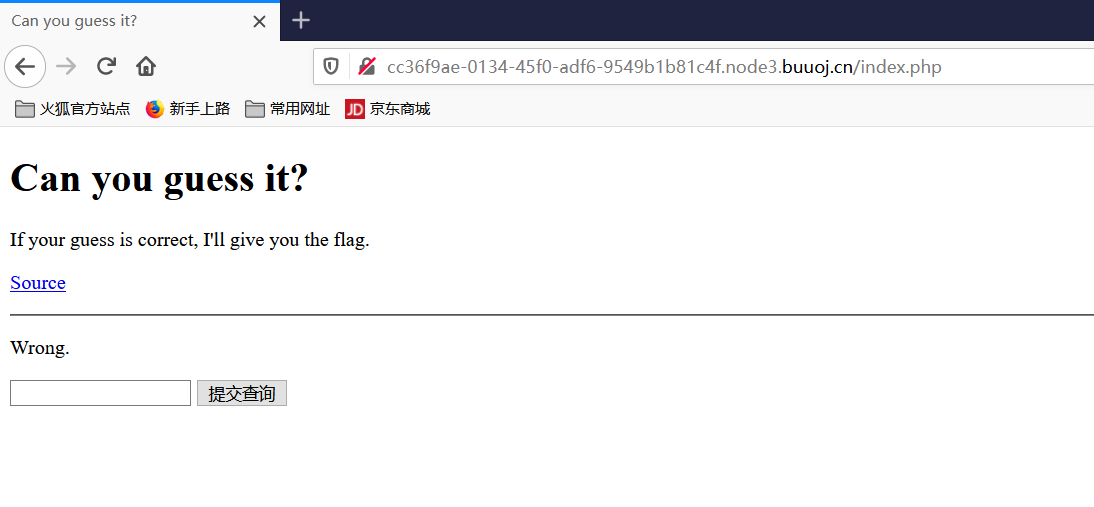 Can you guess it?
cc36f9ae-0134-45f0-adf6-9549b1b81c4f.node3.buuoj.cn/index.php
火狐官方站点 新手上路 常用网址 JD 京东商城
Can you guess it?
If your guess is correct, I'll give you the flag.
Source
Wrong.
提交查询